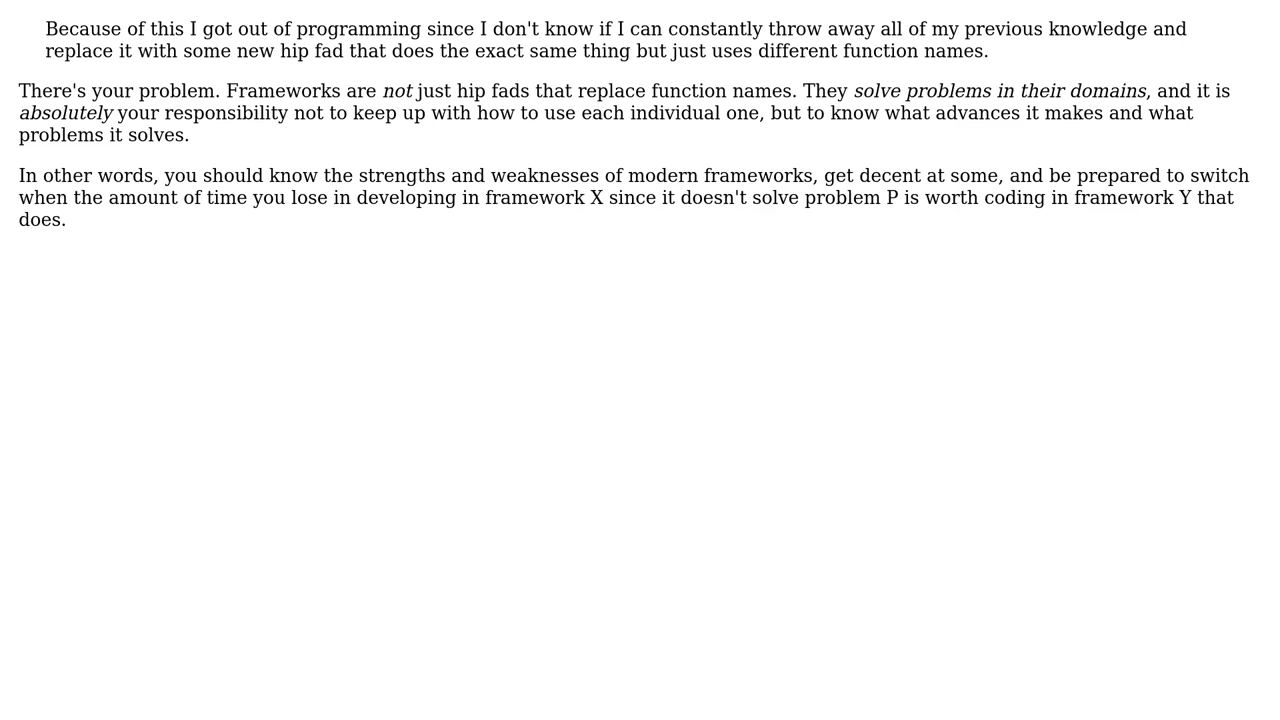 Because of this I got out of programming since I don't know if I can constantly throw away all of my previous knowledge and
replace it with some new hip fad that does the exact same thing but just uses different function names.
There's your problem. Frameworks are not just hip fads that replace function names. They solve problems in their domains, and it is
absolutely your responsibility not to keep up with how to use each individual one, but to know what advances it makes and what
problems it solves.
In other words, you should know the strengths and weaknesses of modern frameworks, get decent at some, and be prepared to switch
when the amount of time you lose in developing in framework X since it doesn't solve problem P is worth coding in framework Y that
does.